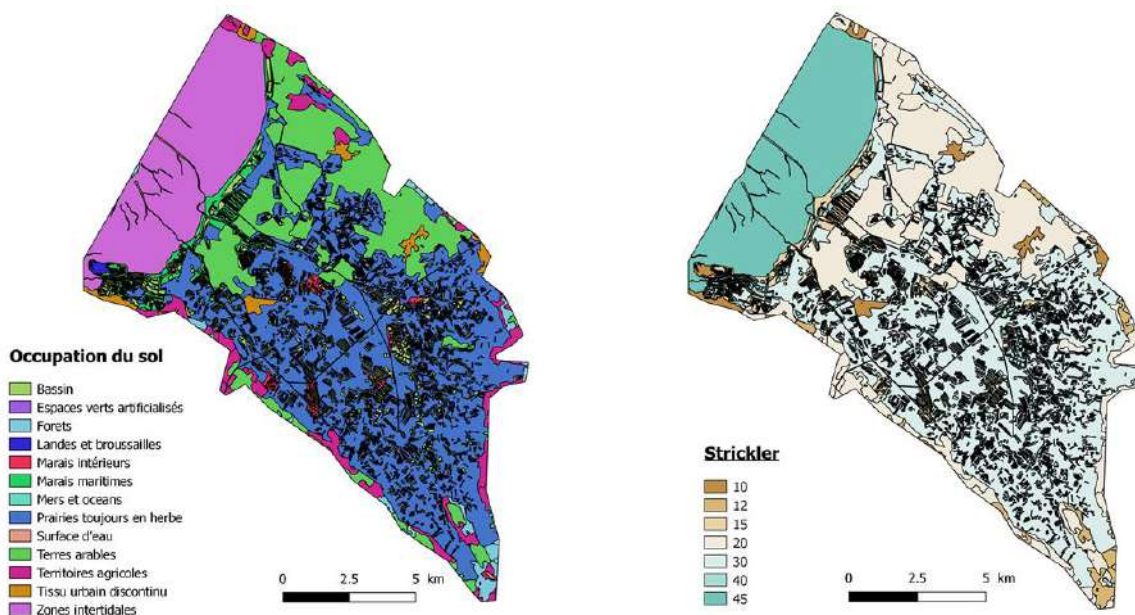 Occupation du sol
Bassin
Espaces verts artificialisés
Forets
Landes et broussailles
Marais intérieurs
Marais maritimes
Mers et oceans
Prairies toujours en herbe
Surface d'eau
Terres arables
Territoires agricoles
Tissu urbain discontinu
Zones intertidales
0 2.5 5 km
Strickler
10
12
15
20
30
40
45
0 2.5 5 km